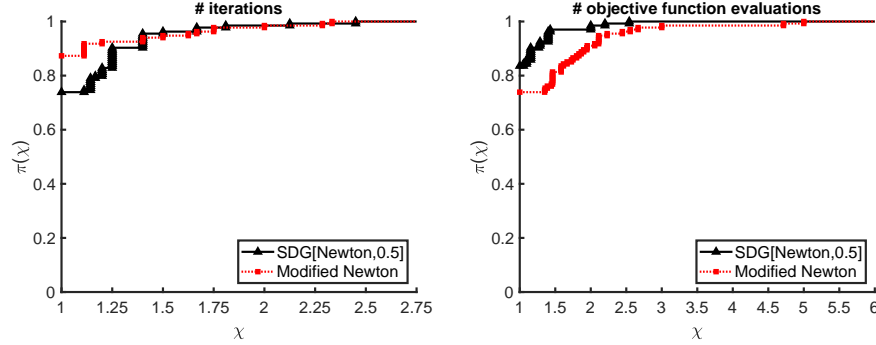 # iterations
π(χ)
1
0.8
0.6
0.4
0.2
0
1 1.25 1.5 1.75 2 2.25 2.5 2.75
χ
SDG[Newton,0.5]
Modified Newton
# objective function evaluations
π(χ)
1
0.8
0.6
0.4
0.2
0
1 1.5 2 2.5 3 3.5 4 4.5 5 5.5 6
χ
SDG[Newton,0.5]
Modified Newton